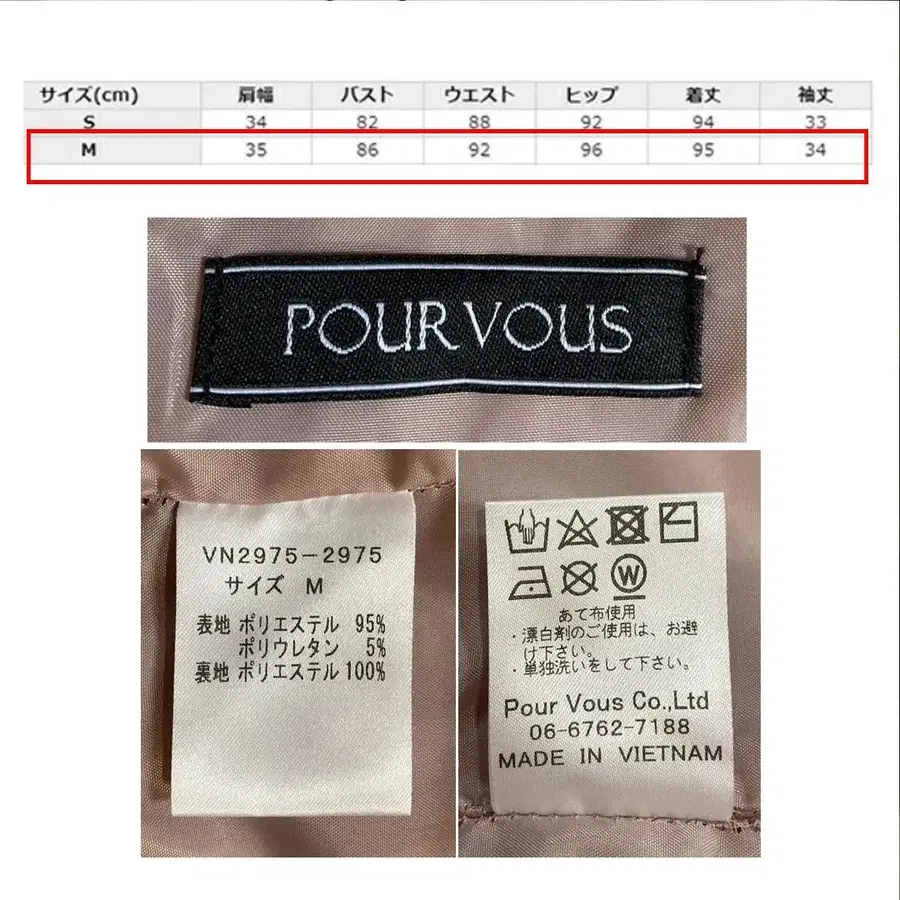 サイズ(cm) 肩幅 バスト ウエスト ヒップ 着丈 袖丈
S 34 82 88 92 94 33
M 35 86 92 96 95 34
POUR VOUS
VN2975-2975
サイズ M
表地 ポリエステル 95%
ポリウレタン 5%
裏地 ポリエステル 100%
W
あて布使用
・漂白剤のご使用は、お避
け下さい。
・単独洗いをして下さい。
Pour Vous Co.,Ltd
06-6762-7188
MADE IN VIETNAM